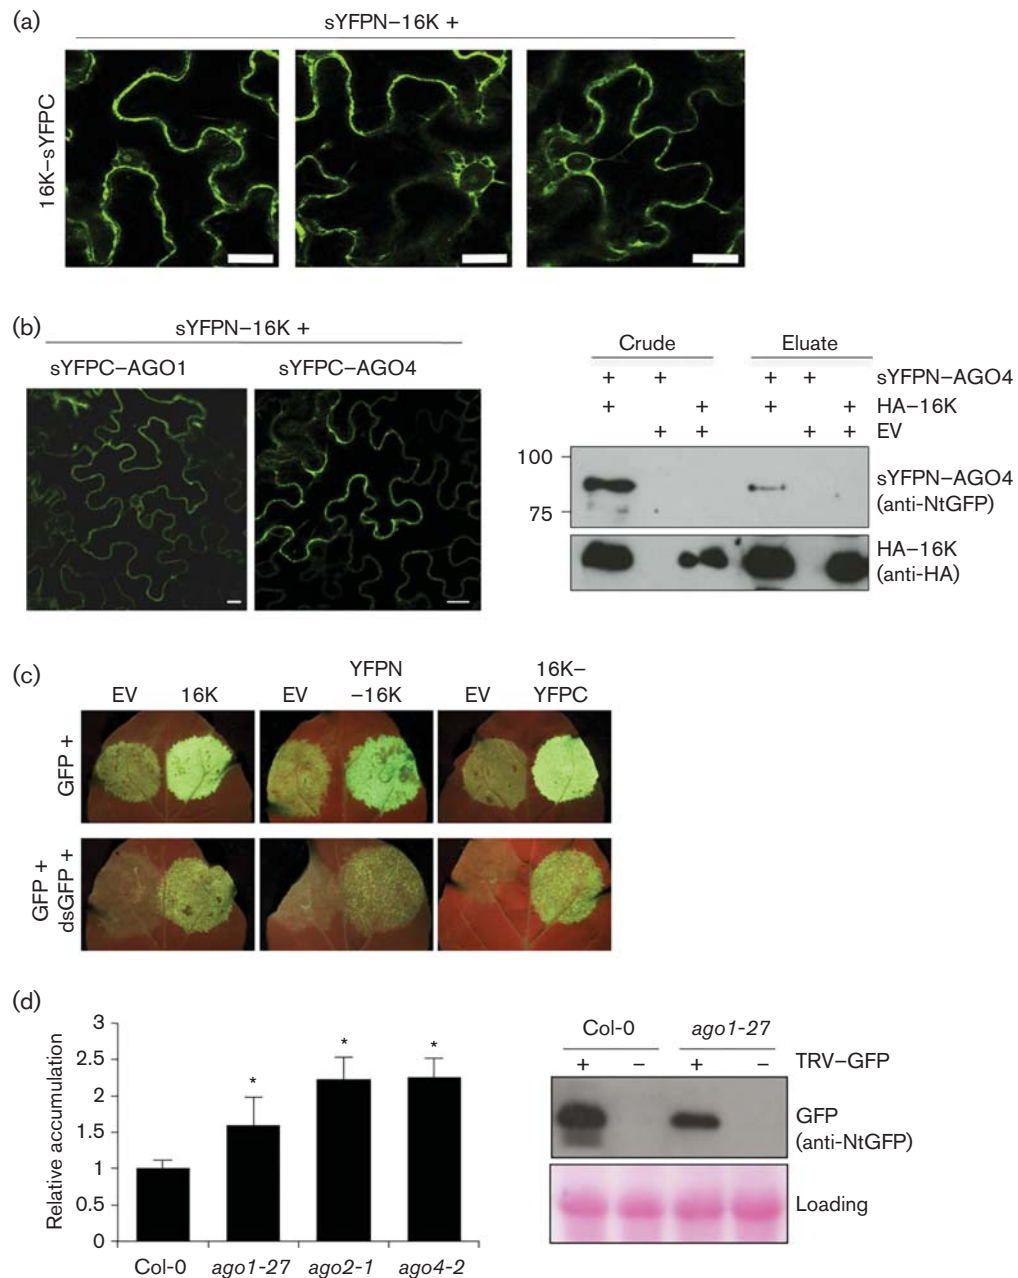 (a)
sYFPN–16K +
16K–sYFPC
(b)
sYFPN–16K +
sYFPC–AGO1 sYFPC–AGO4
Crude Eluate
+ + + + sYFPN–AGO4
+ + + + HA–16K
+ + + + EV
100
75
sYFPN–AGO4
(anti-NtGFP)
HA–16K
(anti-HA)
(c)
EV 16K EV YFPN
–16K EV 16K–
YFPC
GFP +
GFP +
dsGFP +
(d)
Relative accumulation
3
2.5
2
1.5
1
0.5
0
* * *
Col-0 ago1-27 ago2-1 ago4-2
Col-0 ago1-27
+ – + – TRV–GFP
GFP
(anti-NtGFP)
Loading